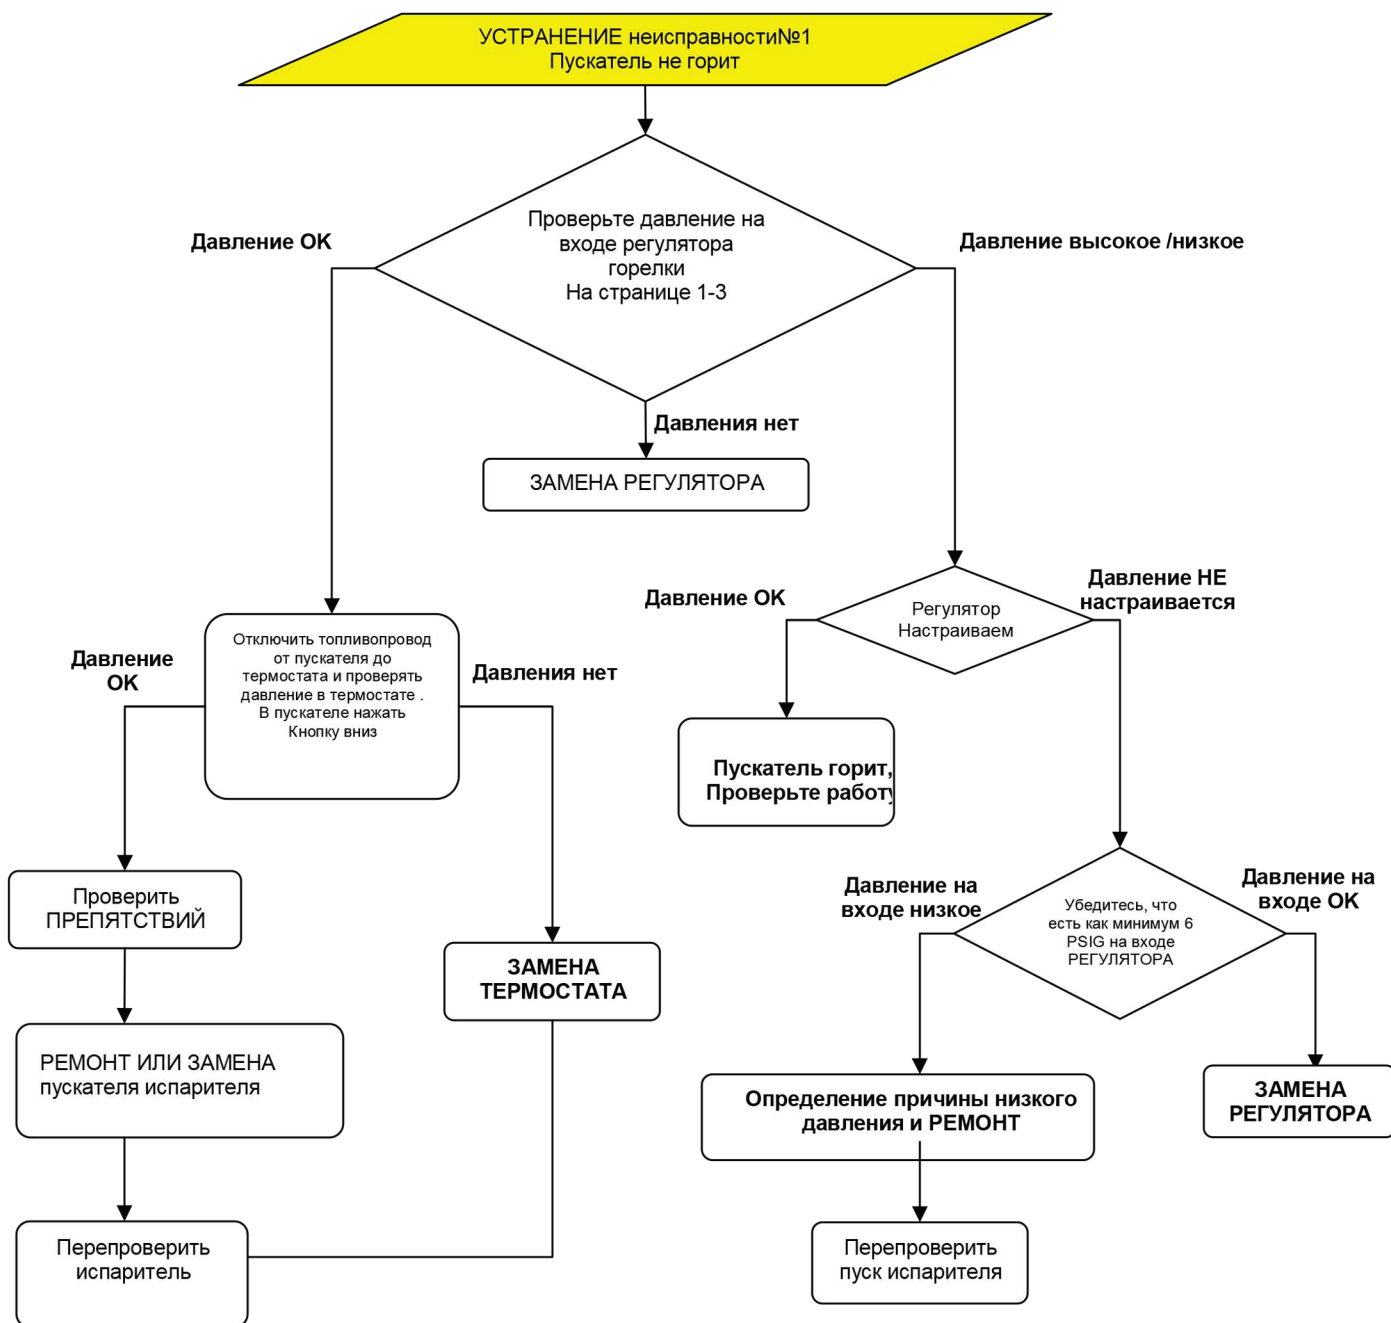 УСТРАНЕНИЕ неисправности№1
Пускатель не горит
Проверьте давление на
входе регулятора
горелки
На странице 1-3
Давление OK
Давление высокое /низкое
Давления нет
ЗАМЕНА РЕГУЛЯТОРА
Отключить топливопровод
от пускателя до
термостата и проверять
давление в термостате .
В пускателе нажать
Кнопку вниз
Давление
OK
Давления нет
Проверить
ПРЕПЯТСТВИЙ
РЕМОНТ ИЛИ ЗАМЕНА
пускателя испарителя
Перепроверить
испаритель
ЗАМЕНА
ТЕРМОСТАТА
Давление OK
Регулятор
Настраиваем
Давление НЕ
настраивается
Пускатель горит,
Проверьте работу
Давление на
входе низкое
Убедитесь, что
есть как минимум 6
PSIG на входе
РЕГУЛЯТОРА
Давление на
входе OK
Определение причины низкого
давления и РЕМОНТ
ЗАМЕНА
РЕГУЛЯТОРА
Перепроверить
пуск испарителя